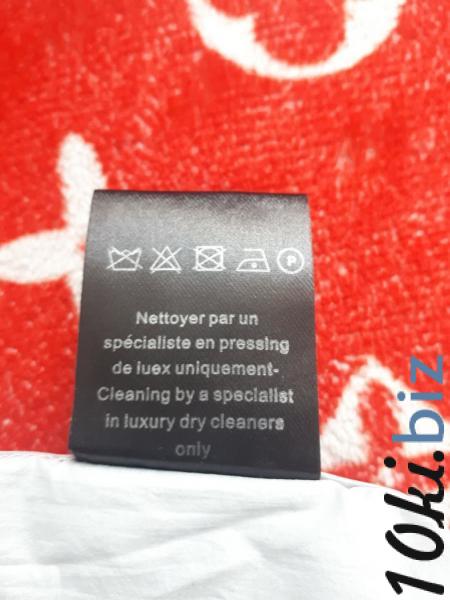 P
Nettoyer par un
spécialiste en pressing
de luex uniquement-
Cleaning by a specialist
in luxury dry cleaners
only
10ki.biz